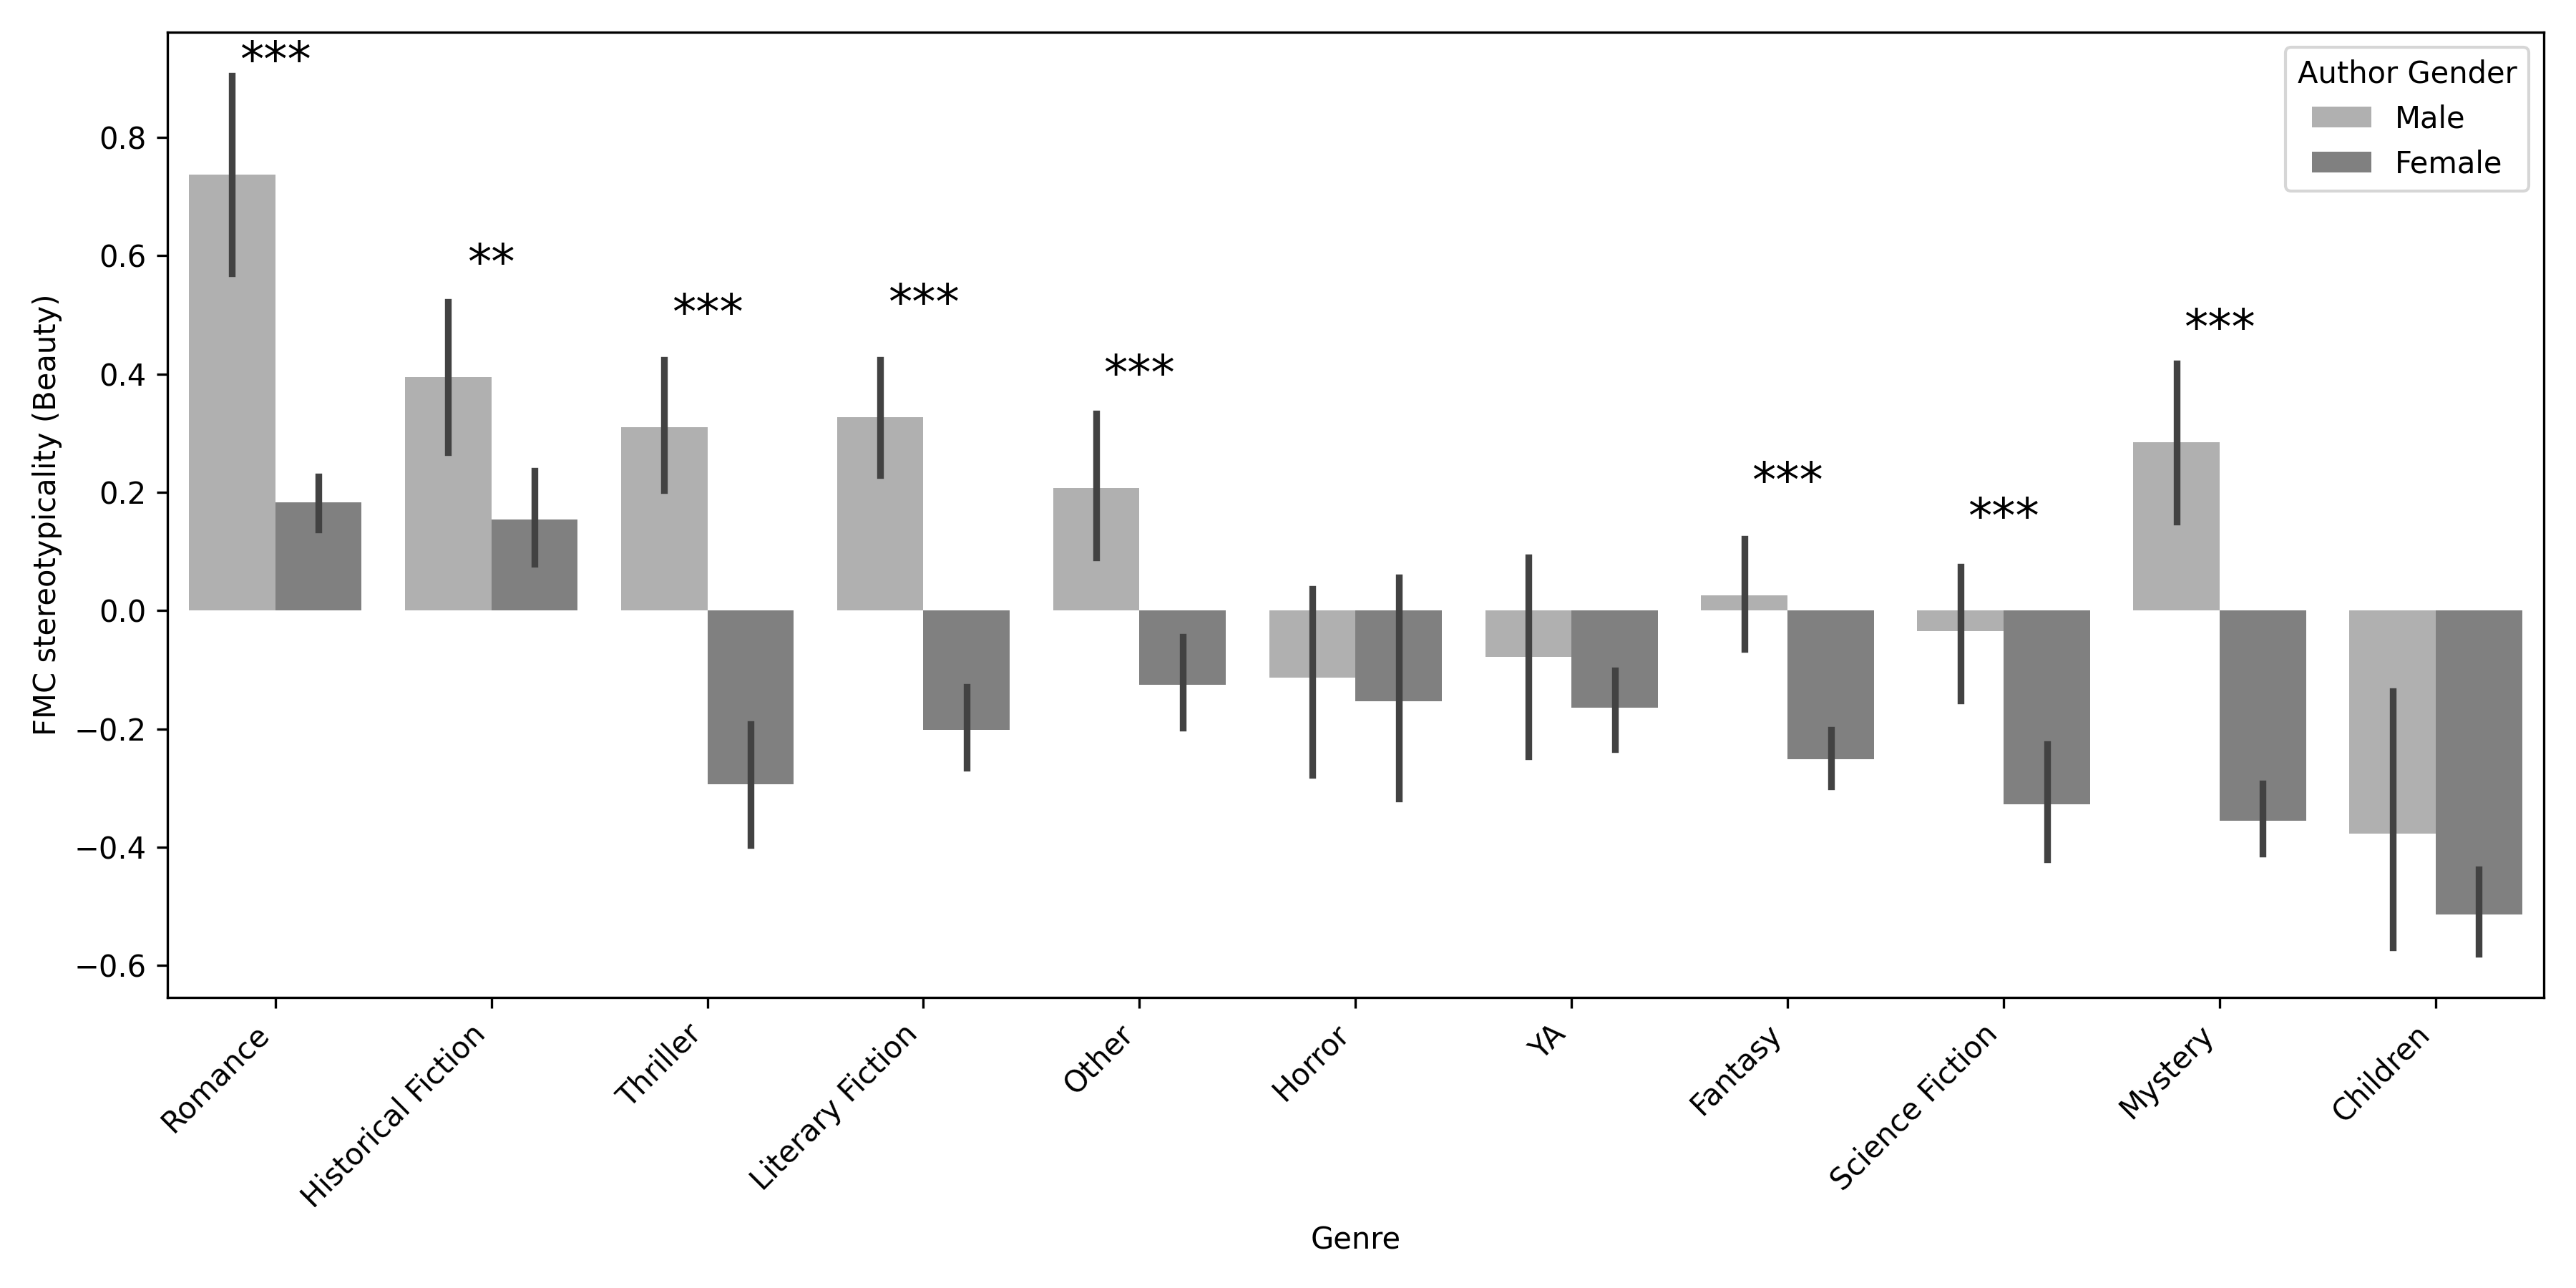 ***
**
***
***
***
***
***
***
Author Gender
Male
Female
FMC stereotypicality (Beauty)
0.8
0.6
0.4
0.2
0.0
−0.2
−0.4
−0.6
Romance
Historical Fiction
Thriller
Literary Fiction
Other
Horror
YA
Fantasy
Science Fiction
Mystery
Children
Genre